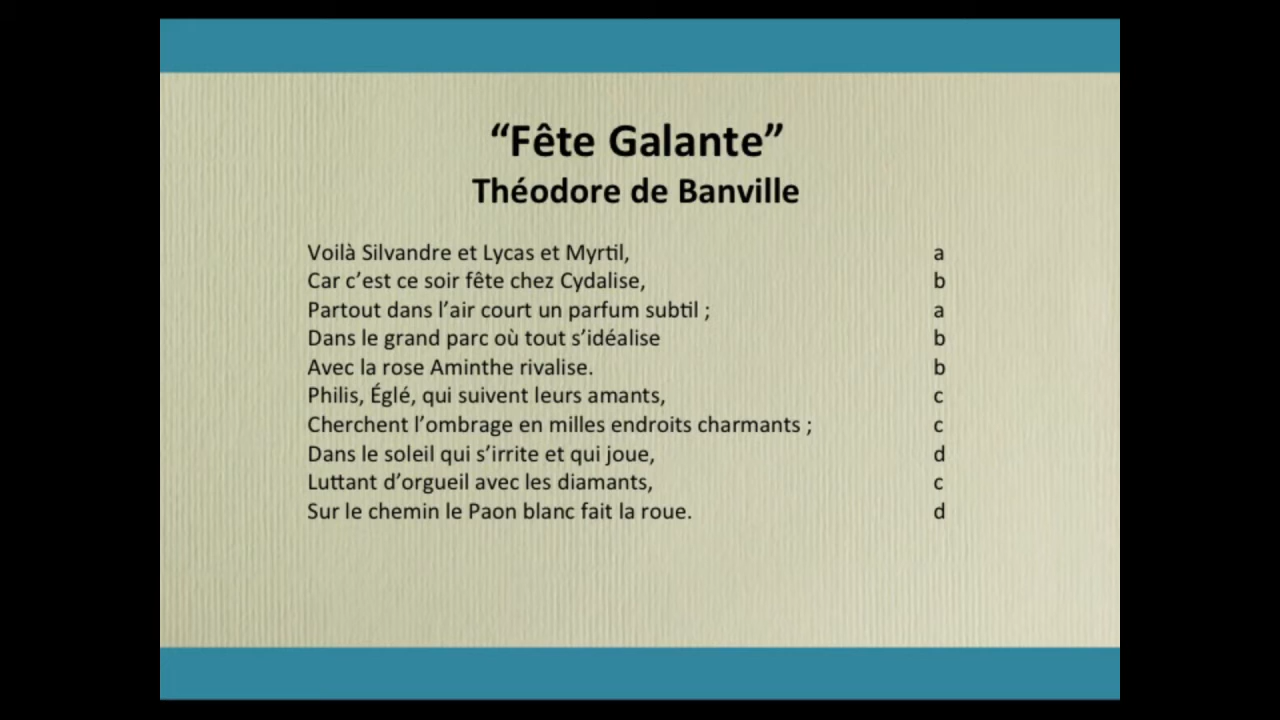 “Fête Galante”
Théodore de Banville
Voilà Silvandre et Lycas et Myrtil, a
Car c’est ce soir fête chez Cydalise, b
Partout dans l’air court un parfum subtil ; a
Dans le grand parc où tout s’idéalise b
Avec la rose Aminthe rivalise. b
Philis, Églé, qui suivent leurs amants, c
Cherchent l’ombrage en milles endroits charmants ; c
Dans le soleil qui s’irrite et qui joue, d
Luttant d’orgueil avec les diamants, c
Sur le chemin le Paon blanc fait la roue. d